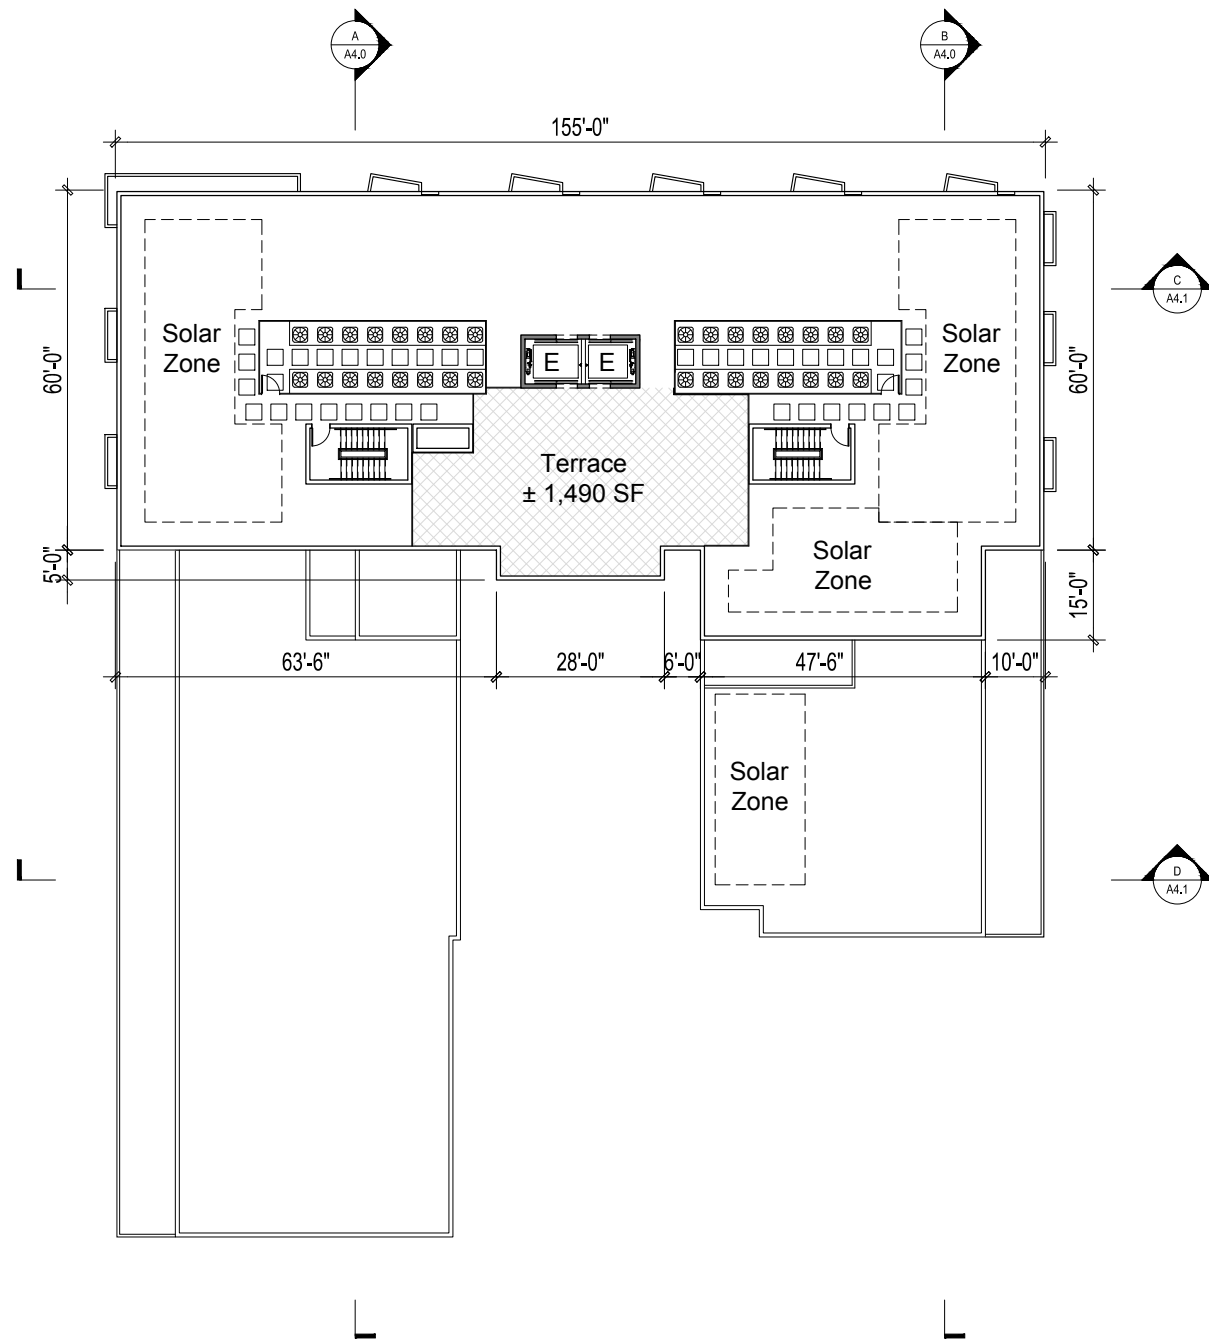 A
A4.0
B
A4.0
155'-0"
C
A4.1
60'-0"
Solar
Zone
E
E
Solar
Zone
60'-0"
Terrace
± 1,490 SF
Solar
Zone
5'-0"
15'-0"
63'-6"
28'-0"
6'-0"
47'-6"
10'-0"
Solar
Zone
D
A4.1